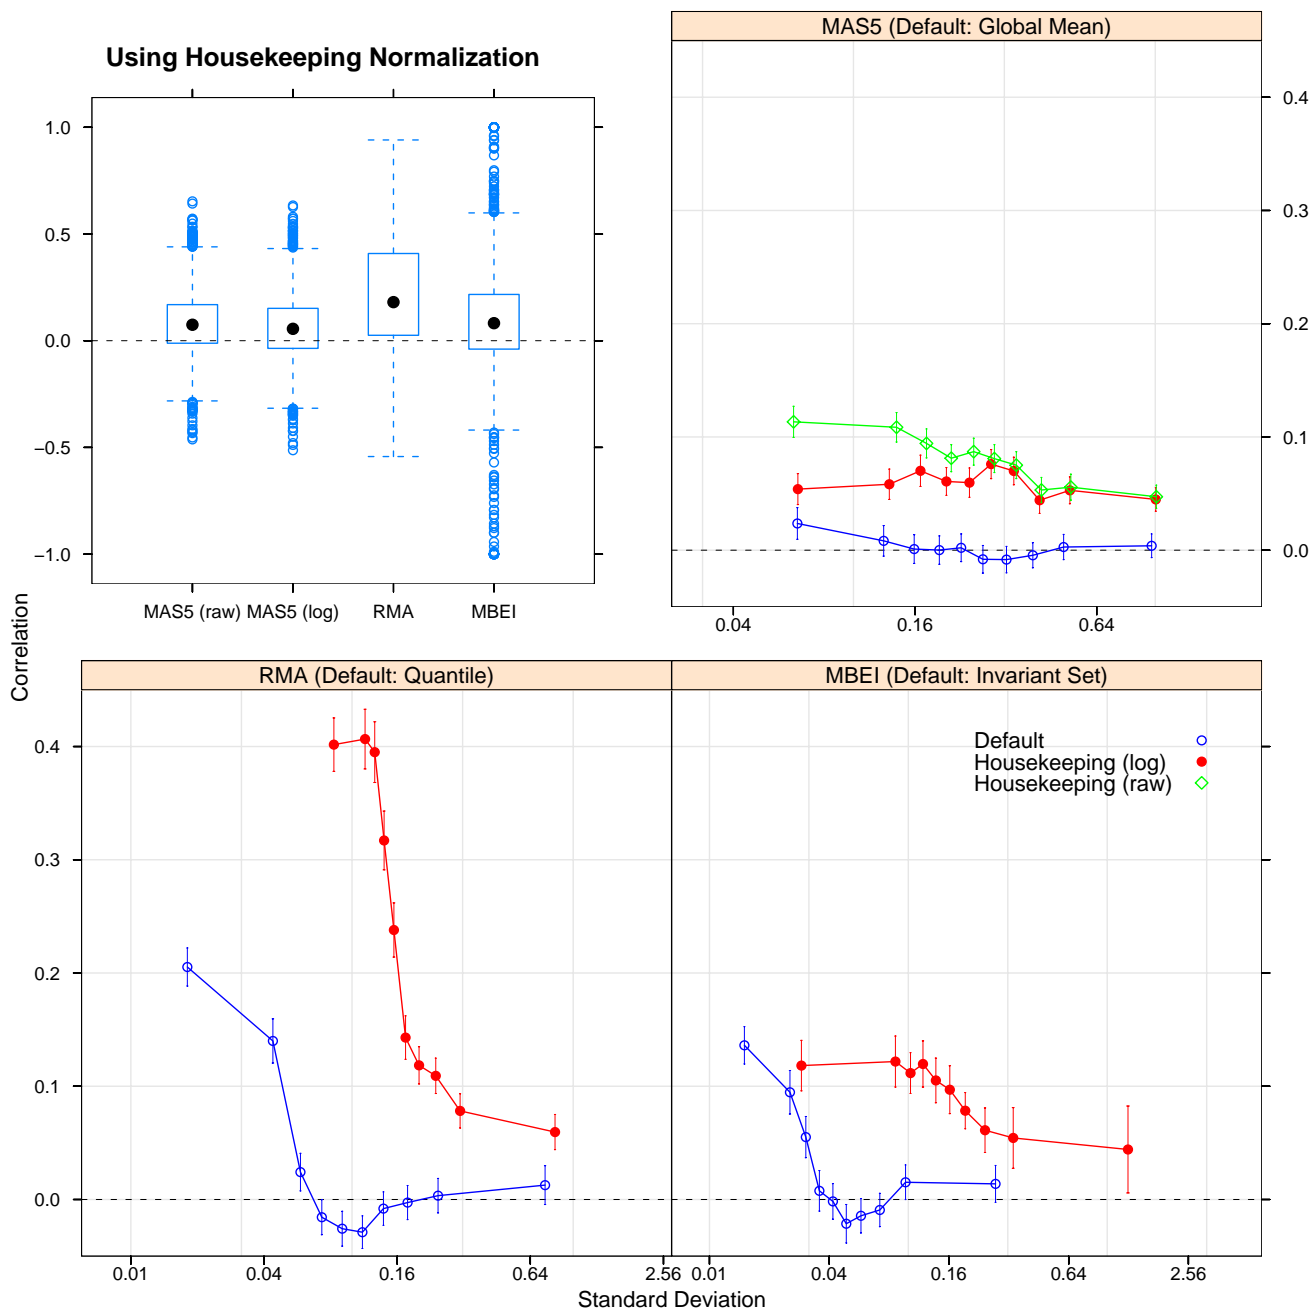 MAS5 (Default: Global Mean)
Using Housekeeping Normalization
1.0
0.5
0.0
−0.5
−1.0
MAS5 (raw) MAS5 (log) RMA MBEI
0.4
0.3
0.2
0.1
0.0
0.04 0.16 0.64
Correlation
RMA (Default: Quantile)
MBEI (Default: Invariant Set)
0.4
0.3
0.2
0.1
0.0
Default
Housekeeping (log)
Housekeeping (raw)
0.01 0.04 0.16 0.64 2.56
0.01 0.04 0.16 0.64 2.56
Standard Deviation